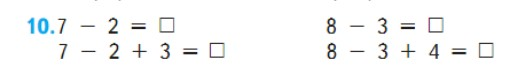 10. 7 − 2 = □ 8 − 3 = □
7 − 2 + 3 = □ 8 − 3 + 4 = □